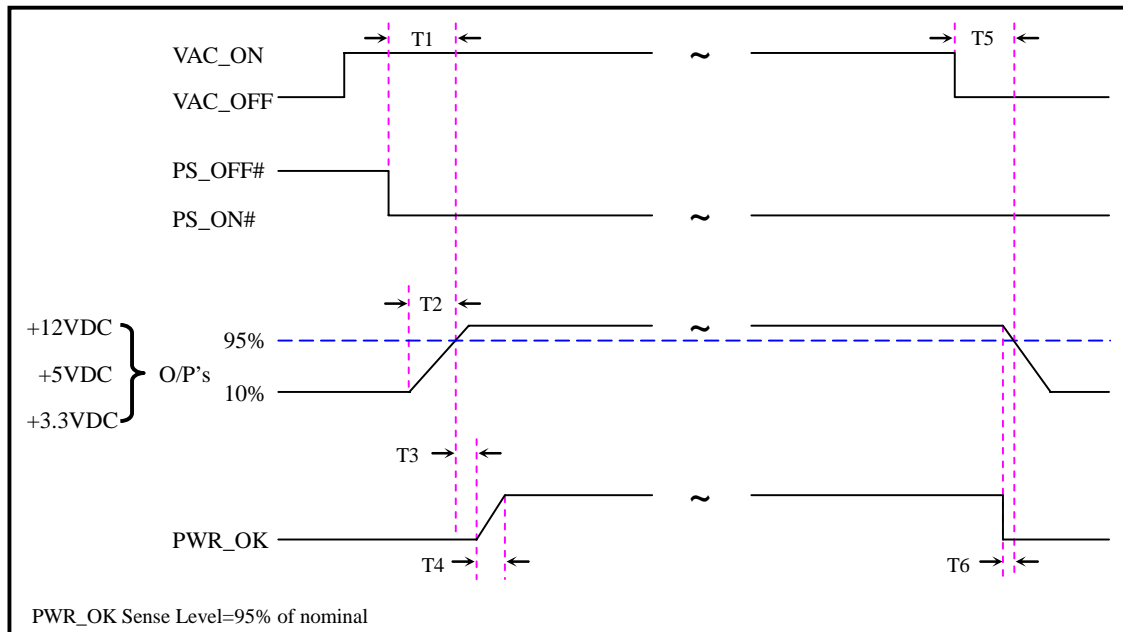 T1
T5
VAC_ON
~
VAC_OFF
PS_OFF#
PS_ON#
~
T2
+12VDC
95%
~
+5VDC
O/P's
10%
+3.3VDC
T3
~
PWR_OK
T4
T6
PWR_OK Sense Level=95% of nominal